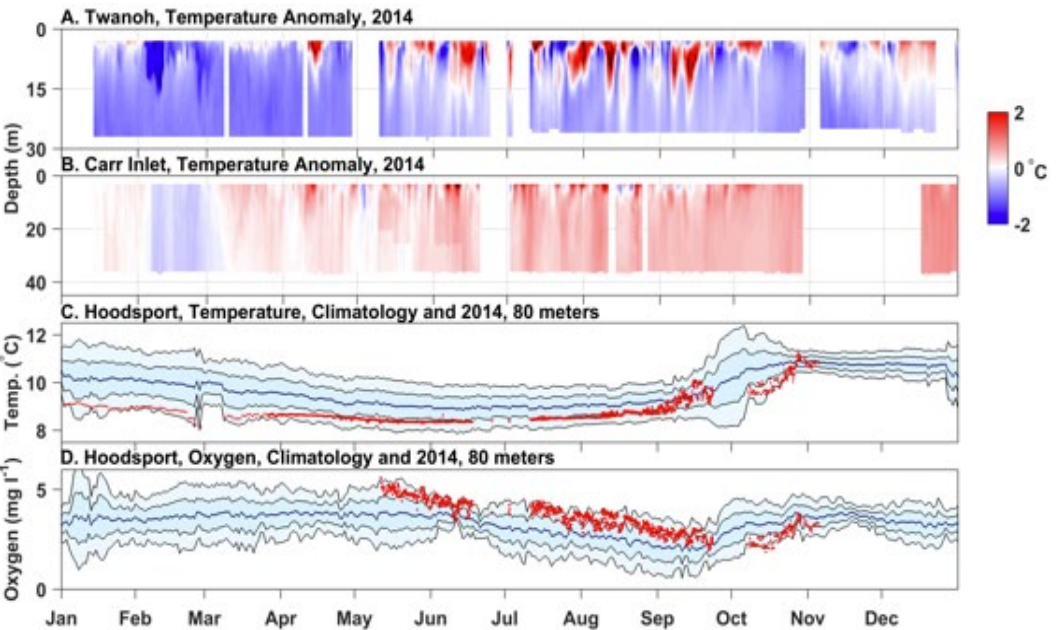 A. Twanoh, Temperature Anomaly, 2014
0
15
30
B. Carr Inlet, Temperature Anomaly, 2014
0
20
40
Depth (m)
2
0 °C
-2
C. Hoodsport, Temperature, Climatology and 2014, 80 meters
12
10
8
Temp. (°C)
D. Hoodsport, Oxygen, Climatology and 2014, 80 meters
5
0
Oxygen (mg l⁻¹)
Jan Feb Mar Apr May Jun Jul Aug Sep Oct Nov Dec